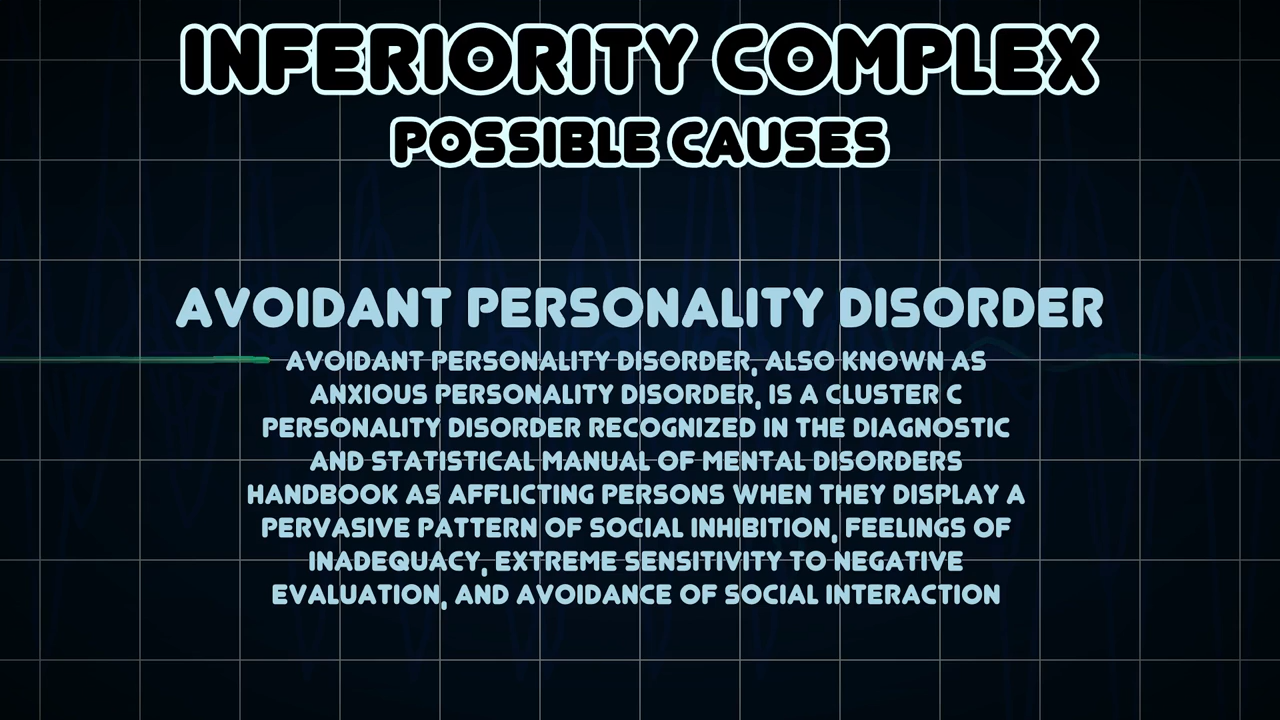 INFERIORITY COMPLEX
POSSIBLE CAUSES
AVOIDANT PERSONALITY DISORDER
AVOIDANT PERSONALITY DISORDER, ALSO KNOWN AS
ANXIOUS PERSONALITY DISORDER, IS A CLUSTER C
PERSONALITY DISORDER RECOGNIZED IN THE DIAGNOSTIC
AND STATISTICAL MANUAL OF MENTAL DISORDERS
HANDBOOK AS AFFLICTING PERSONS WHEN THEY DISPLAY A
PERVASIVE PATTERN OF SOCIAL INHIBITION, FEELINGS OF
INADEQUACY, EXTREME SENSITIVITY TO NEGATIVE
EVALUATION, AND AVOIDANCE OF SOCIAL INTERACTION